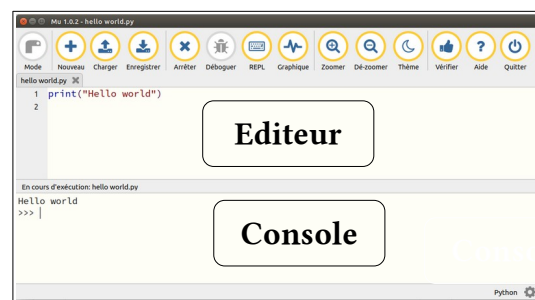 Mu 1.0.2 - hello world.py
Mode Nouveau Charger Enregistrer Arrêter Déboguer REPL Graphique Zoomer Dé-zoomer Thème Vérifier Aide Quitter
hello world.py
1 print("Hello world")
2
Editeur
En cours d'exécution: hello world.py
Hello world
>>>
Console
Python